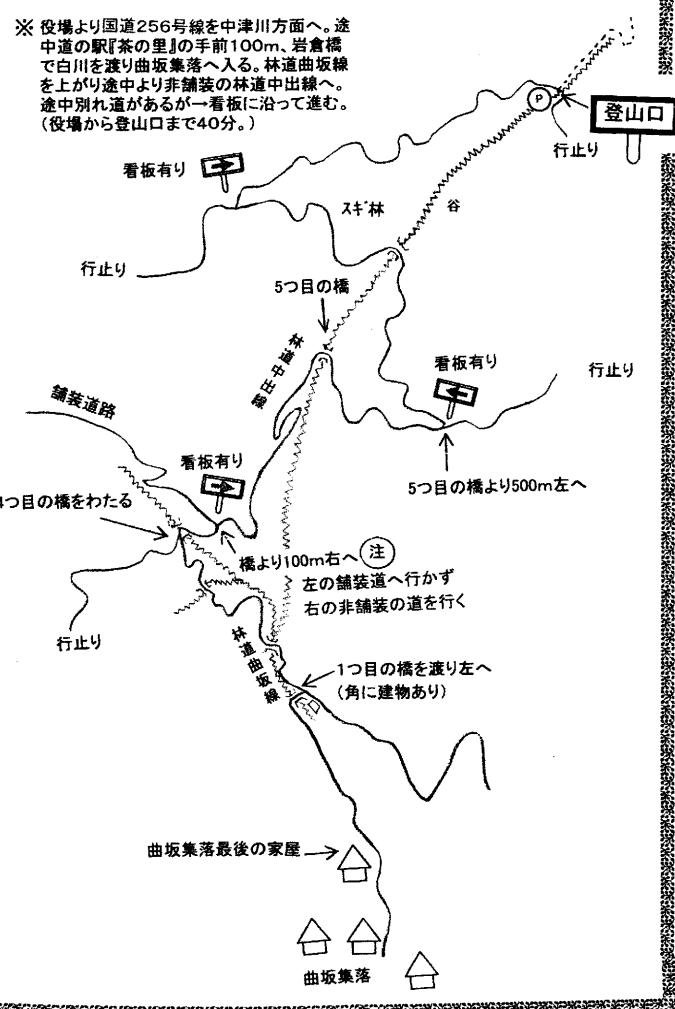 ※ 役場より国道256号線を中津川方面へ。途
中道の駅『茶の里』の手前100m、岩倉橋
で白川を渡り曲坂集落へ入る。林道曲坂線
を上がり途中より非舗装の林道中出線へ。
途中別れ道があるが→看板に沿って進む。
(役場から登山口まで40分。)
P
登山口
行止り
看板有り
スギ林
谷
行止り
5つ目の橋
林道中出線
看板有り
行止り
舗装道路
看板有り
5つ目の橋より500m左へ
4つ目の橋をわたる
橋より100m右へ 注
左の舗装道へ行かず
右の非舗装の道を行く
行止り
林道曲坂線
1つ目の橋を渡り左へ
(角に建物あり)
曲坂集落最後の家屋
曲坂集落